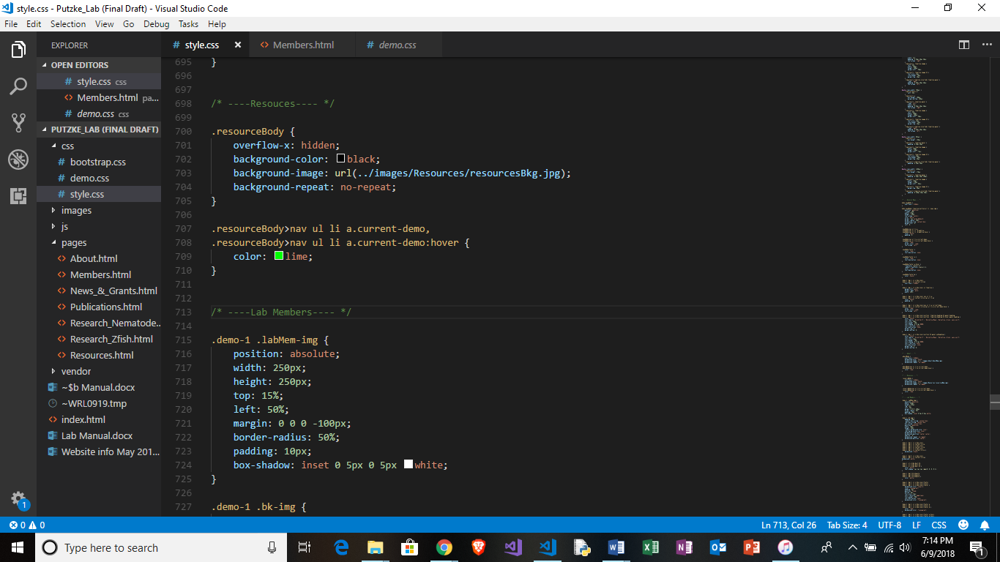 style.css - Putzke_Lab (Final Draft) - Visual Studio Code
File Edit Selection View Go Debug Tasks Help
EXPLORER
OPEN EDITORS
# style.css css
<> Members.html pa...
# demo.css css
PUTZKE_LAB (FINAL DRAFT)
css
# bootstrap.css
# demo.css
# style.css
images
js
pages
<> About.html
<> Members.html
<> News_&_Grants.html
<> Publications.html
<> Research_Nematode...
<> Research_Zfish.html
<> Resources.html
vendor
~$b Manual.docx
~WRL0919.tmp
<> index.html
Lab Manual.docx
Website info May 201...
1
# style.css ×
<> Members.html
# demo.css
695 }
696
697
698 /* ----Resouces---- */
699
700 .resourceBody {
701 overflow-x: hidden;
702 background-color: black;
703 background-image: url(../images/Resources/resourcesBkg.jpg);
704 background-repeat: no-repeat;
705 }
706
707 .resourceBody>nav ul li a.current-demo,
708 .resourceBody>nav ul li a.current-demo:hover {
709 color: lime;
710 }
711
712
713 /* ----Lab Members---- */
714
715 .demo-1 .labMem-img {
716 position: absolute;
717 width: 250px;
718 height: 250px;
719 top: 15%;
720 left: 50%;
721 margin: 0 0 0 -100px;
722 border-radius: 50%;
723 padding: 10px;
724 box-shadow: inset 0 5px 0 5px white;
725 }
726
727 .demo-1 .bk-img {
0 0
Ln 713, Col 26 Tab Size: 4 UTF-8 LF CSS
Type here to search
7:14 PM
6/9/2018
1